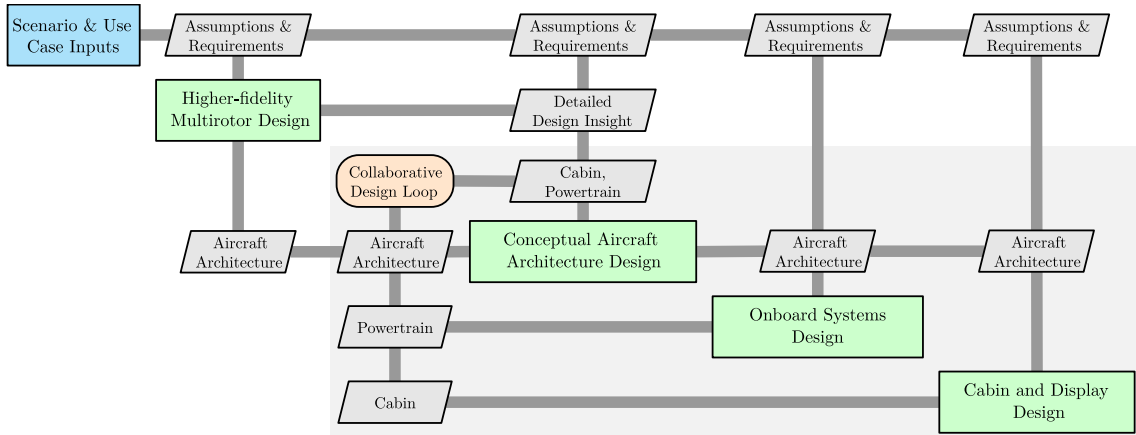 Scenario & Use
Case Inputs
Assumptions &
Requirements
Assumptions &
Requirements
Assumptions &
Requirements
Assumptions &
Requirements
Higher-fidelity
Multirotor Design
Detailed
Design Insight
Collaborative
Design Loop
Cabin,
Powertrain
Aircraft
Architecture
Aircraft
Architecture
Conceptual Aircraft
Architecture Design
Aircraft
Architecture
Aircraft
Architecture
Powertrain
Onboard Systems
Design
Cabin
Cabin and Display
Design